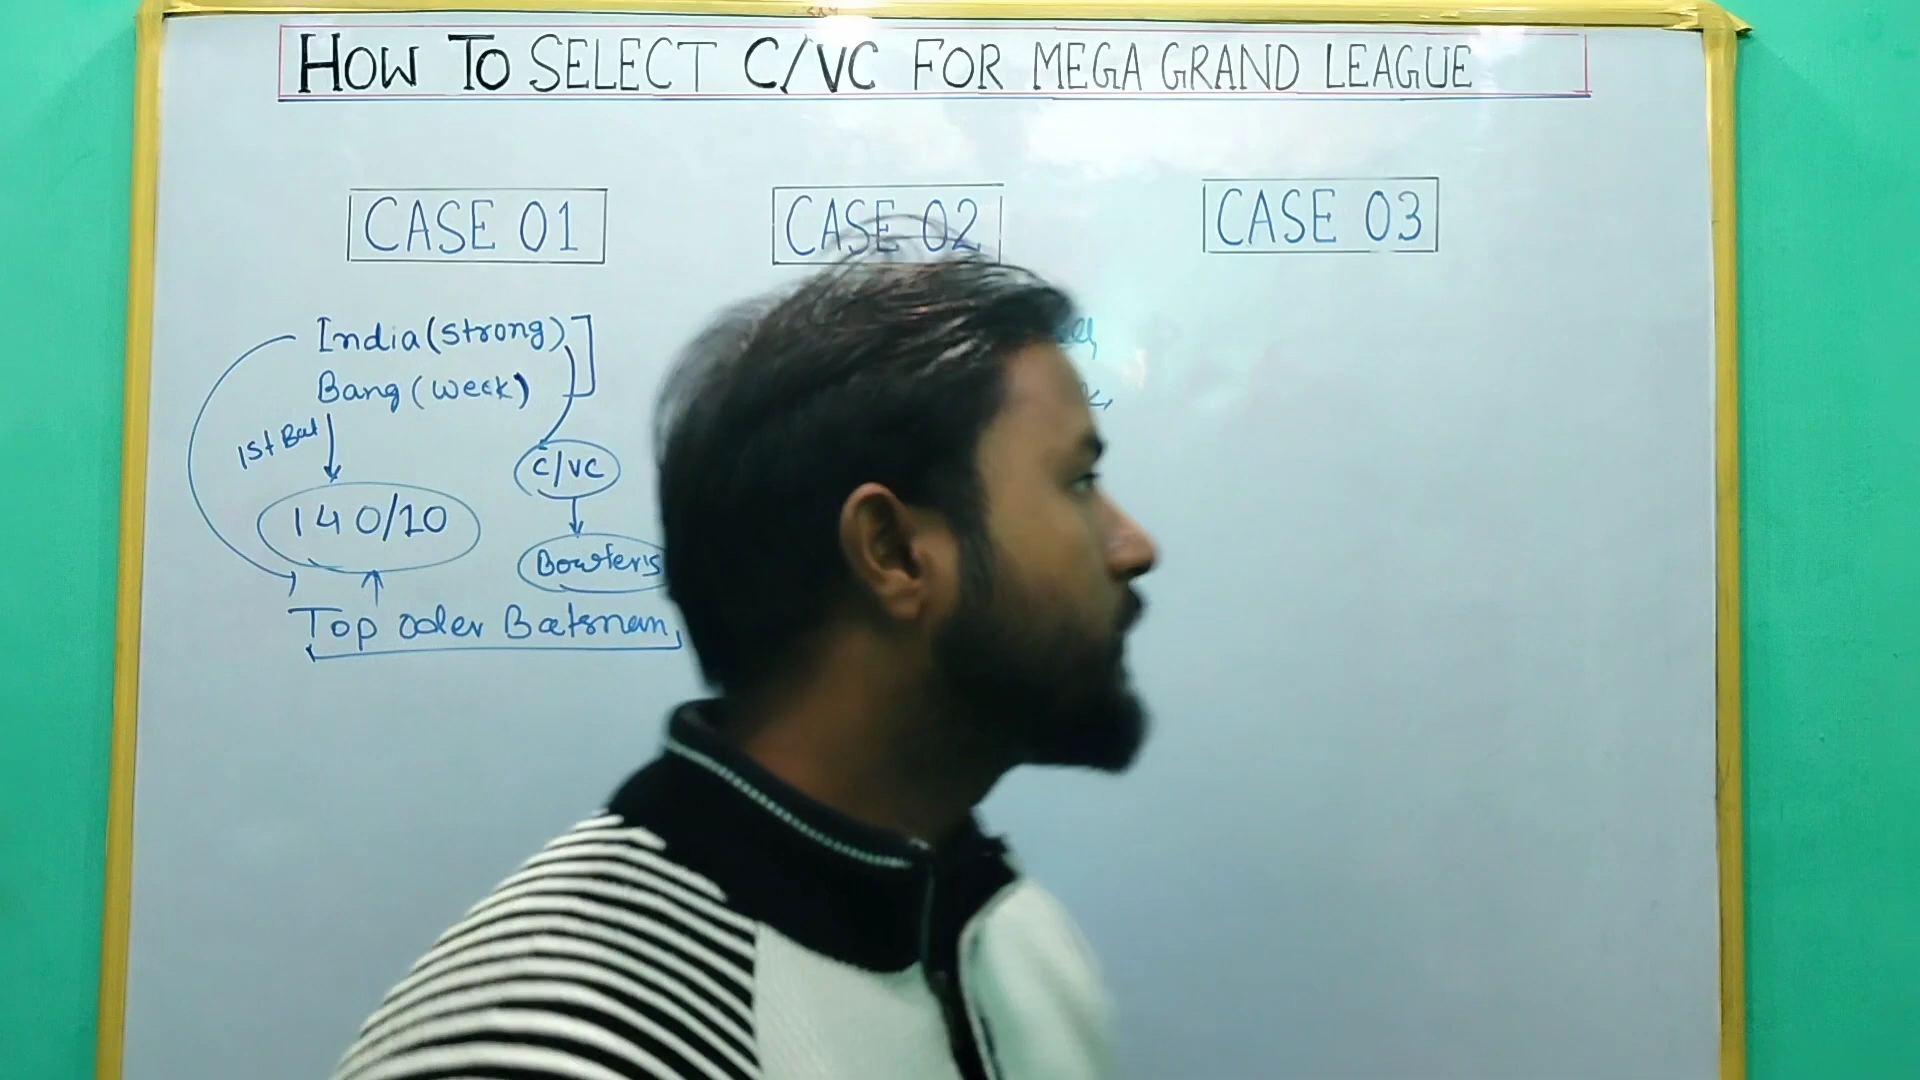 HOW TO SELECT C/VC FOR MEGA GRAND LEAGUE
CASE 01
CASE 02
CASE 03
India (strong)
Bang (week)
1st Bat
140/10
C/VC
Bowlers
Top oder Batsman,